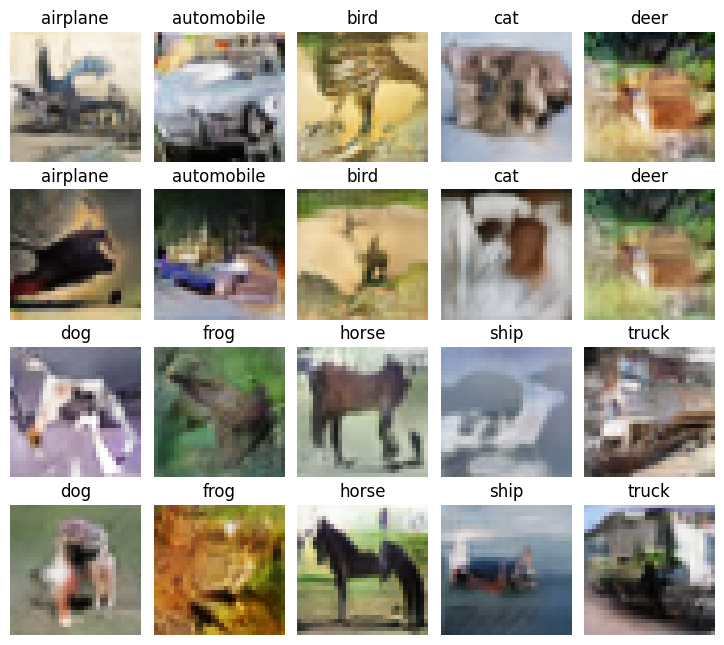 airplane automobile bird cat deer
airplane automobile bird cat deer
dog frog horse ship truck
dog frog horse ship truck